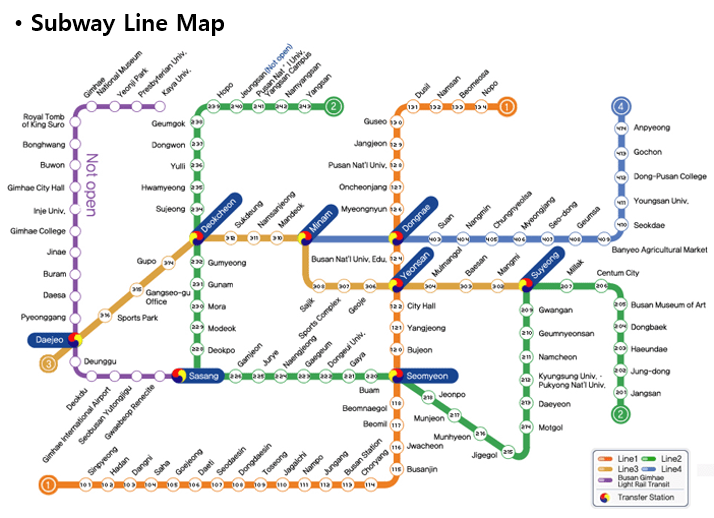 • Subway Line Map
Gimhae
National Museum
Yeonji Park
Presbyterian Univ.
Kaya Univ.
Royal Tomb
of King Suro
Bonghwang
Buwon
Gimhae City Hall
Inje Univ.
Gimhae College
Jinae
Buram
Daesa
Pyeonggang
Not open
Daejeo
3
Deunggu
Deokdu
Gimhae International Airport
Seobusan Yutongjigu
Gwaebeop Renecite
Sasang
316
Sports Park
315
Gangseo-gu
Office
314
Gupo
Deokcheon
312
Sukdeung
311
Namsanjeong
310
Mandeok
Minam
Hopo
Jeungsan(Not open)
Pusan Nat'l Univ.
Yangsan Campus
Namyangsan
Yangsan
239
240
241
242
243
2
Geumgok
238
Dongwon
237
Yulli
236
Hwamyeong
235
Sujeong
234
232
Gumyeong
231
Gunam
230
Mora
229
Modeok
228
Deokpo
226
Gamjeon
225
Jurye
224
Naengjeong
223
Gaegeum
222
Dongeui Univ.
221
Gaya
220
Seomyeon
Buam
Dusil
Namsan
Beomeosa
Nopo
131
132
133
134
1
Guseo
130
Jangjeon
129
Pusan Nat'l Univ.
128
Oncheonjang
127
Myeongnyun
126
Dongnae
Busan Nat'l Univ. Edu.
124
Yeonsan
Sajik
308
Sports Complex
307
Geoje
306
122
City Hall
121
Yangjeong
120
Bujeon
118
Beomnaegol
117
Beomil
116
Jwacheon
115
Busanjin
4
414
Anpyeong
413
Gochon
412
Dong-Pusan College
411
Youngsan Univ.
410
Seokdae
409
Banyeo Agricultural Market
Suan
Nangmin
Chungnyeolsa
Myeongjang
Seo-dong
Geumsa
403
404
405
406
407
408
Mulmangol
Baesan
Mangmi
304
303
302
Suyeong
Millak
207
Centum City
206
205
Busan Museum of Art
204
Dongbaek
203
Haeundae
202
Jung-dong
201
Jangsan
2
209
Gwangan
210
Geumnyeonsan
211
Namcheon
212
Kyungsung Univ. ·
Pukyong Nat'l Univ.
213
Daeyeon
214
Motgol
215
Jigegol
216
Munhyeon
217
Munjeon
218
Jeonpo
1
Sinpyeong
Hadan
Dangni
Saha
Goejeong
Daeti
Seodaesin
Dongdaesin
Toseong
Jagalchi
Nampo
Jungang
Busan Station
Choryang
101
102
103
104
105
106
107
108
109
110
111
112
113
114
Line1
Line2
Line3
Line4
Busan Gimhae
Light Rail Transit
Transfer Station